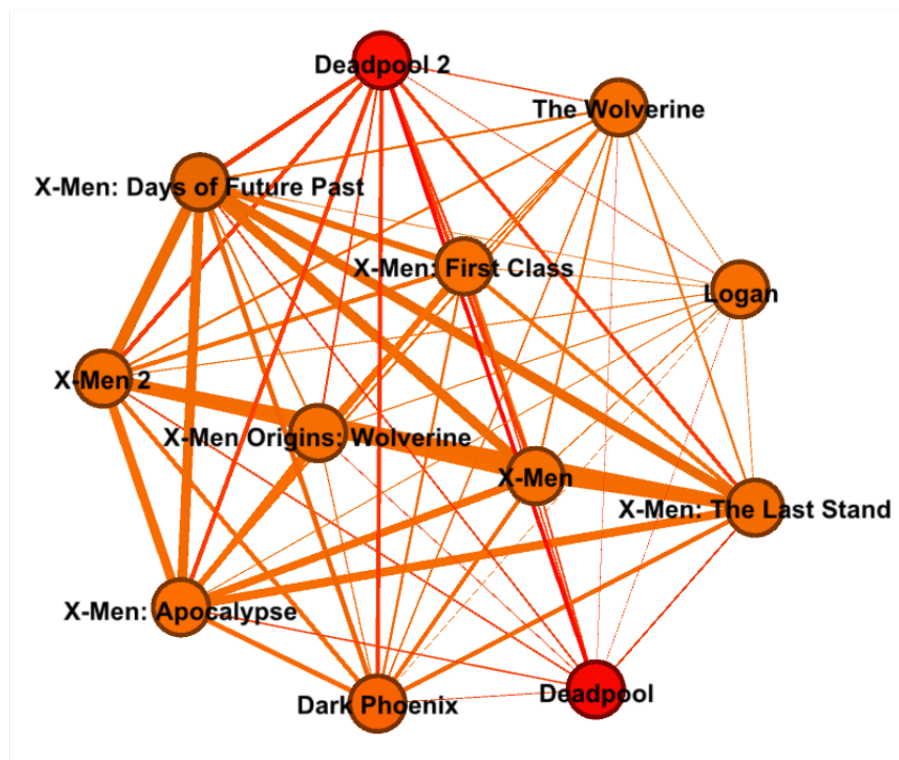 Deadpool 2
The Wolverine
X-Men: Days of Future Past
X-Men: First Class
Logan
X-Men 2
X-Men Origins: Wolverine
X-Men
X-Men: The Last Stand
X-Men: Apocalypse
Deadpool
Dark Phoenix